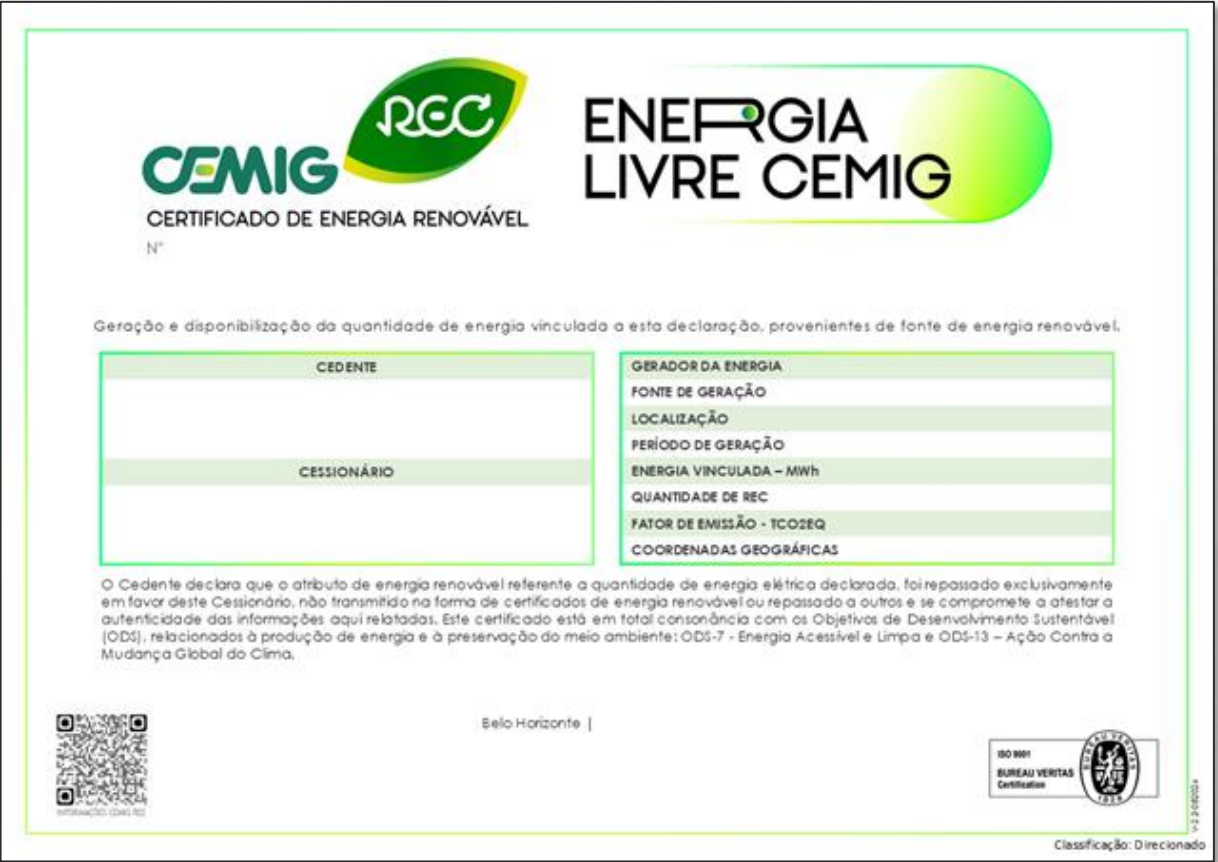 REC
CEMIG
CERTIFICADO DE ENERGIA RENOVÁVEL
N°
ENERGIA
LIVRE CEMIG
Geração e disponibilização da quantidade de energia vinculada a esta declaração, provenientes de fonte de energia renovável.
CEDENTE
CESSIONÁRIO
GERADOR DA ENERGIA
FONTE DE GERAÇÃO
LOCALIZAÇÃO
PERÍODO DE GERAÇÃO
ENERGIA VINCULADA – MWh
QUANTIDADE DE REC
FATOR DE EMISSÃO - TCO2EQ
COORDENADAS GEOGRÁFICAS
O Cedente declara que o atributo de energia renovável referente a quantidade de energia elétrica declarada, foi repassado exclusivamente
em favor deste Cessionário, não transmitido na forma de certificados de energia renovável ou repassado a outros e se compromete a atestar a
autenticidade das informações aqui relatadas. Este certificado está em total consonância com os Objetivos de Desenvolvimento Sustentável
(ODS), relacionados à produção de energia e à preservação do meio ambiente: ODS-7 - Energia Acessível e Limpa e ODS-13 – Ação Contra a
Mudança Global do Clima.
Belo Horizonte |
INFORMAÇÕES CEMIG REC
ISO 9001
BUREAU VERITAS
Certification
BUREAU VERITAS
1828
Classificação: Direcionado